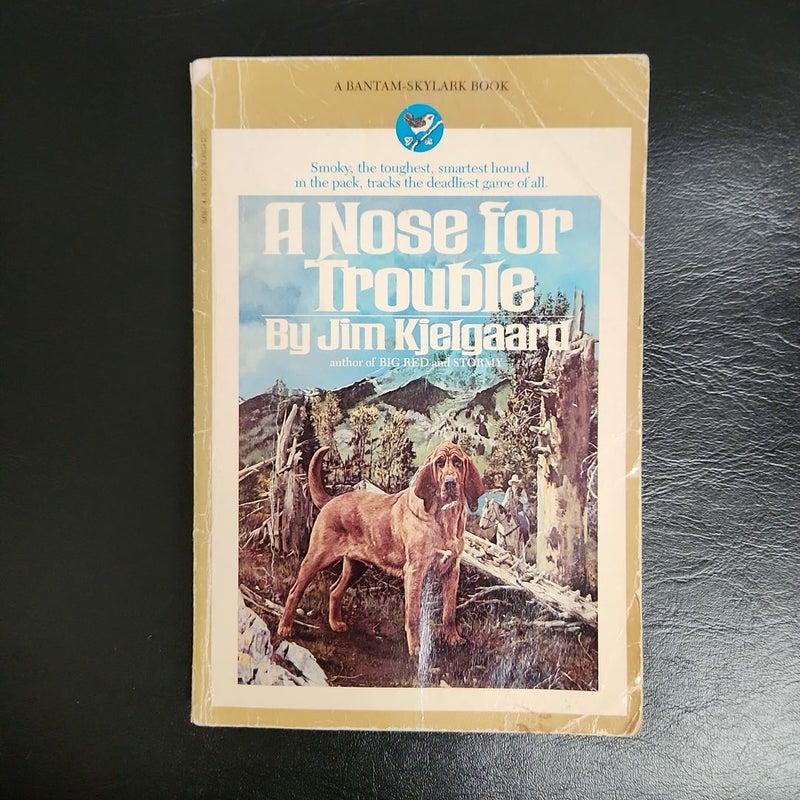 A BANTAM-SKYLARK BOOK
Smoky, the toughest, smartest hound
in the pack, tracks the deadliest game of all.
A Nose for
Trouble
By Jim Kjelgaard
author of BIG RED and STORMY